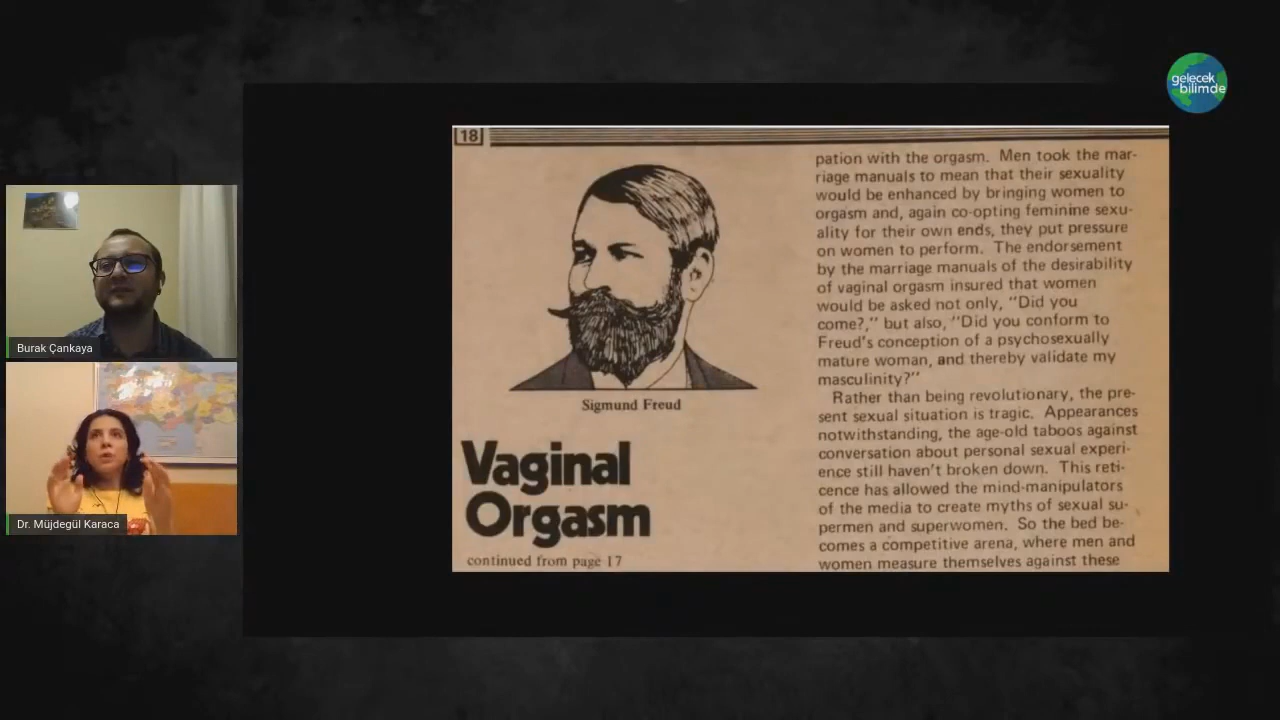 gelecek
bilimde
Burak Çankaya
Dr. Müjdegül Karaca
18
Sigmund Freud
Vaginal
Orgasm
continued from page 17
pation with the orgasm. Men took the mar-
riage manuals to mean that their sexuality
would be enhanced by bringing women to
orgasm and, again co-opting feminine sexu-
ality for their own ends, they put pressure
on women to perform. The endorsement
by the marriage manuals of the desirability
of vaginal orgasm insured that women
would be asked not only, “Did you
come?,” but also, “Did you conform to
Freud’s conception of a psychosexually
mature woman, and thereby validate my
masculinity?”
Rather than being revolutionary, the pre-
sent sexual situation is tragic. Appearances
notwithstanding, the age-old taboos against
conversation about personal sexual experi-
ence still haven’t broken down. This reti-
cence has allowed the mind-manipulators
of the media to create myths of sexual su-
permen and superwomen. So the bed be-
comes a competitive arena, where men and
women measure themselves against these